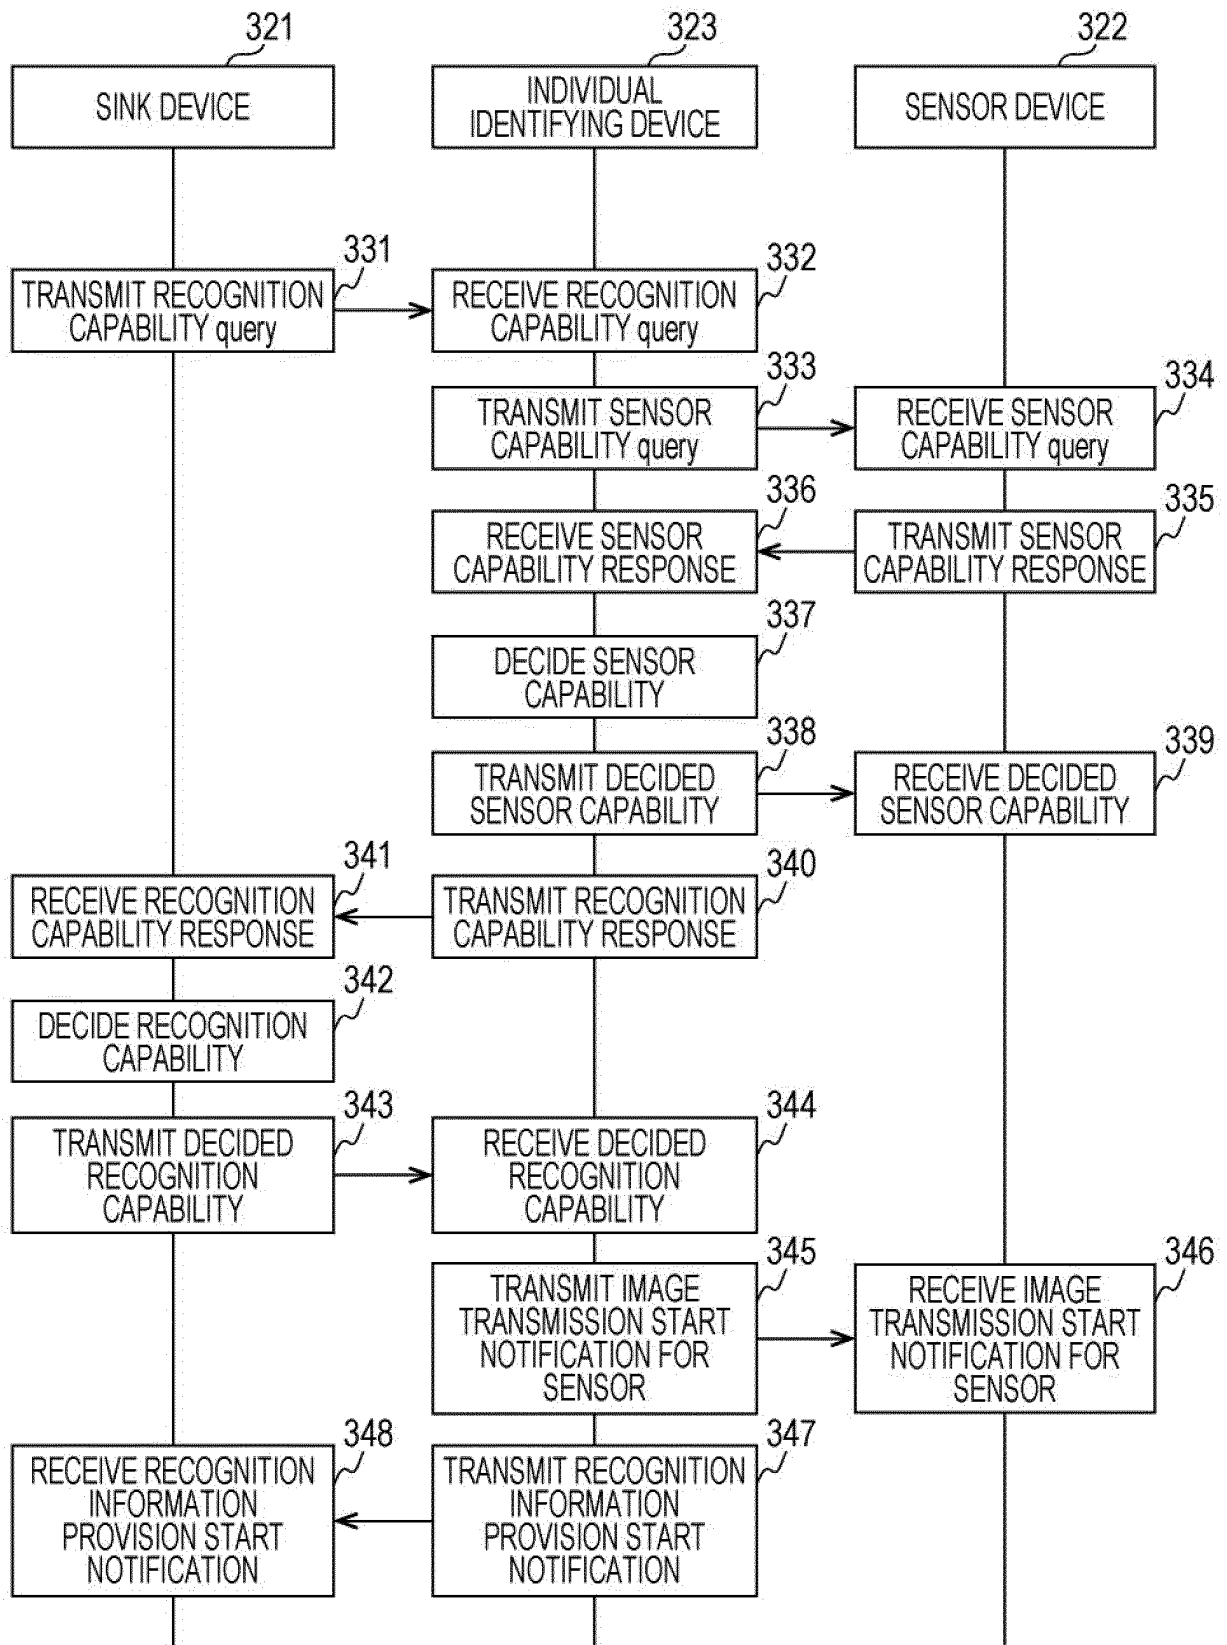 321
323
322
SINK DEVICE
INDIVIDUAL
IDENTIFYING DEVICE
SENSOR DEVICE
331
332
TRANSMIT RECOGNITION
CAPABILITY query
RECEIVE RECOGNITION
CAPABILITY query
333
334
TRANSMIT SENSOR
CAPABILITY query
RECEIVE SENSOR
CAPABILITY query
336
335
RECEIVE SENSOR
CAPABILITY RESPONSE
TRANSMIT SENSOR
CAPABILITY RESPONSE
337
DECIDE SENSOR
CAPABILITY
338
339
TRANSMIT DECIDED
SENSOR CAPABILITY
RECEIVE DECIDED
SENSOR CAPABILITY
341
340
RECEIVE RECOGNITION
CAPABILITY RESPONSE
TRANSMIT RECOGNITION
CAPABILITY RESPONSE
342
DECIDE RECOGNITION
CAPABILITY
343
344
TRANSMIT DECIDED
RECOGNITION
CAPABILITY
RECEIVE DECIDED
RECOGNITION
CAPABILITY
345
346
TRANSMIT IMAGE
TRANSMISSION START
NOTIFICATION FOR
SENSOR
RECEIVE IMAGE
TRANSMISSION START
NOTIFICATION FOR
SENSOR
348
347
RECEIVE RECOGNITION
INFORMATION
PROVISION START
NOTIFICATION
TRANSMIT RECOGNITION
INFORMATION
PROVISION START
NOTIFICATION